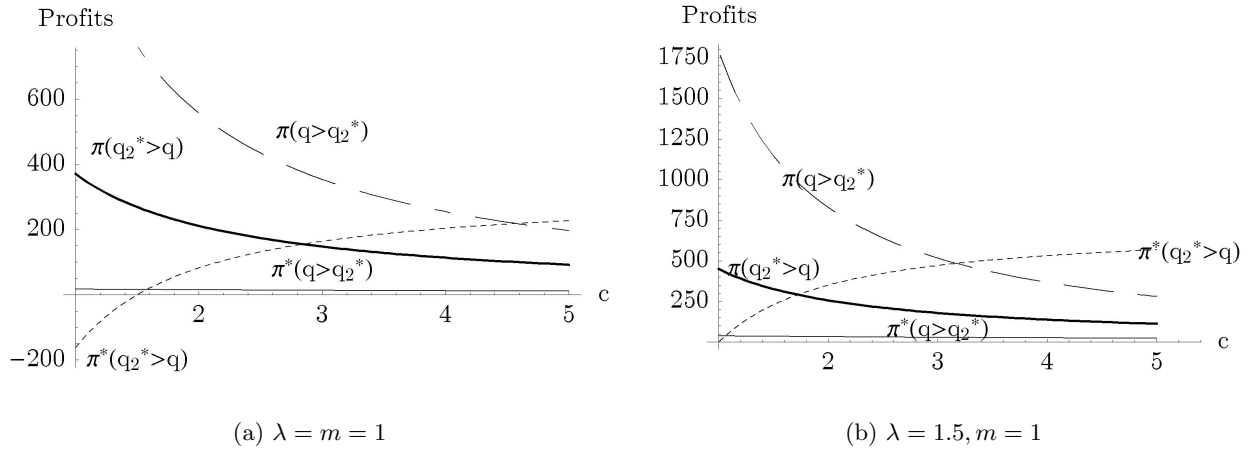 Profits
600
400
200
−200
π(q₂*>q)
π(q>q₂*)
π*(q>q₂*)
π*(q₂*>q)
2 3 4 5 c
(a) λ = m = 1
Profits
1750
1500
1250
1000
750
500
250
π(q>q₂*)
π*(q₂*>q)
π(q₂*>q)
π*(q>q₂*)
2 3 4 5 c
(b) λ = 1.5, m = 1